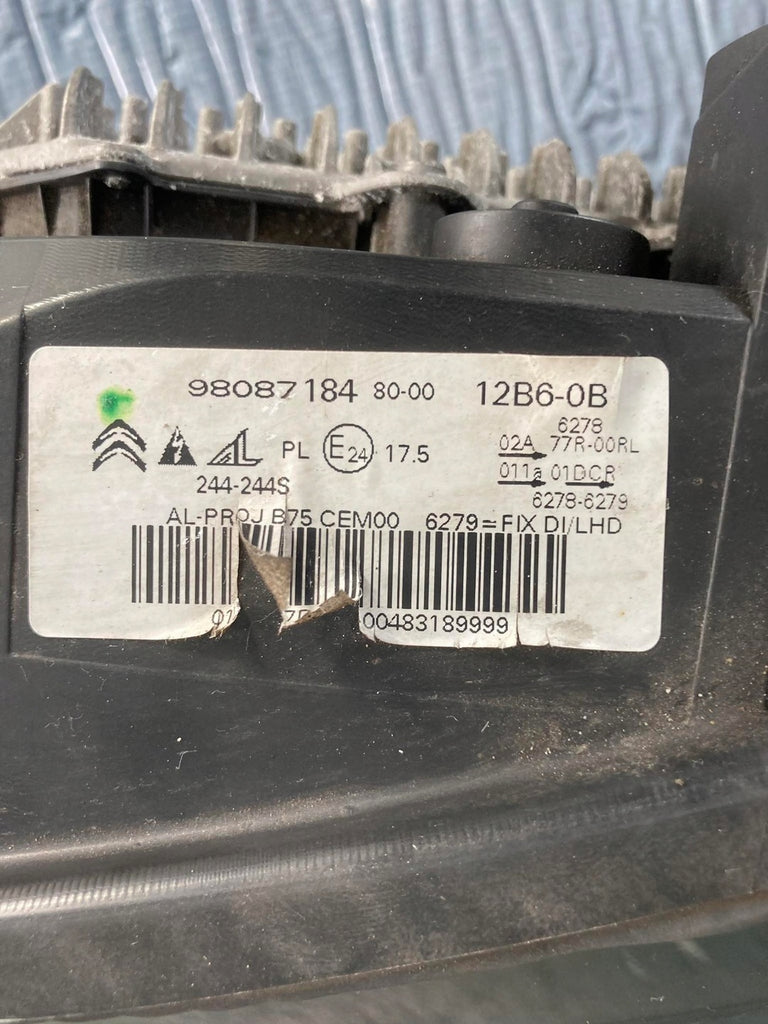 98087184 80-00 12B6-0B
6278
02A 77R-00RL
AL PL E24 17.5
011a 01DCR
244-244S
6278-6279
AL-PROJ B75 CEM00 6279=FIX DI/LHD
00483189999